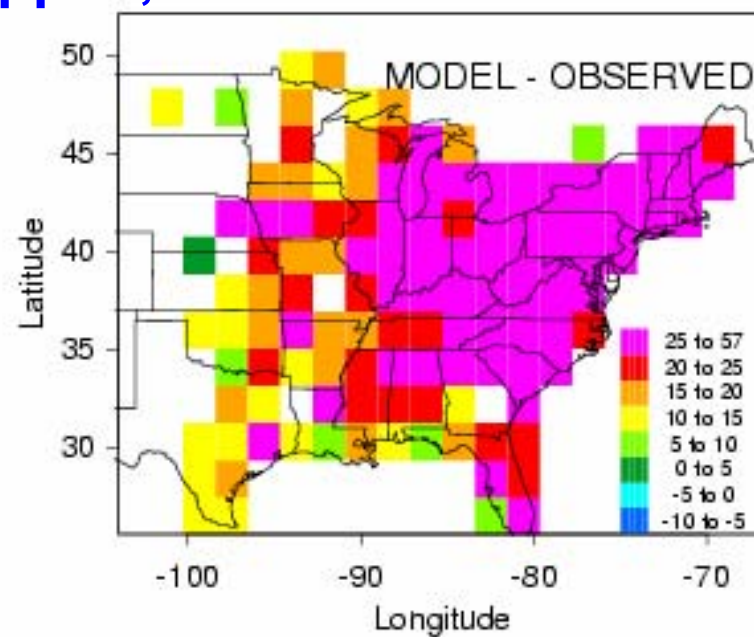 MODEL - OBSERVED
50
45
40
35
30
Latitude
25 to 57
20 to 25
15 to 20
10 to 15
5 to 10
0 to 5
-5 to 0
-10 to -5
-100 -90 -80 -70
Longitude